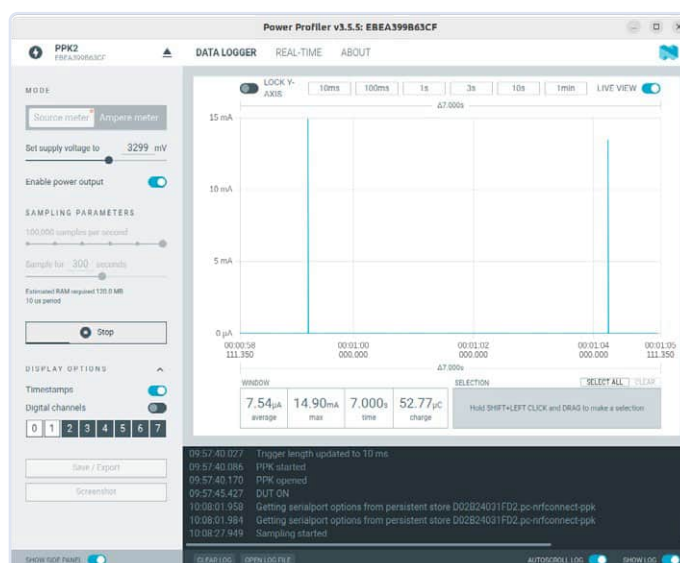 Power Profiler v3.5.5: EBEA399B63CF
PPK2
EBEA399B63CF
DATA LOGGER REAL-TIME ABOUT
MODE
Source meter Ampere meter
Set supply voltage to 3299 mV
Enable power output
SAMPLING PARAMETERS
100,000 samples per second
Sample for 300 seconds
Estimated RAM required 120.0 MB
10 us period
Stop
DISPLAY OPTIONS
Timestamps
Digital channels
0 1 2 3 4 5 6 7
Save / Export
Screenshot
SHOW SIDE PANEL
LOCK Y-
AXIS
10ms 100ms 1s 3s 10s 1min LIVE VIEW
Δ7.000s
15 mA
10 mA
5 mA
0 µA
00:00:58 00:01:00 00:01:02 00:01:04 00:01:05
111.350 000.000 000.000 000.000 111.350
Δ7.000s
WINDOW SELECTION SELECT ALL CLEAR
7.54µA 14.90mA 7.000s 52.77µC
average max time charge
Hold SHIFT+LEFT CLICK and DRAG to make a selection
09:57:40.027 Trigger length updated to 10 ms
09:57:40.086 PPK started
09:57:40.170 PPK opened
09:57:45.427 DUT ON
10:08:01.958 Getting serialport options from persistent store D02B24031FD2.pc-nrfconnect-ppk
10:08:01.984 Getting serialport options from persistent store D02B24031FD2.pc-nrfconnect-ppk
10:08:27.949 Sampling started
CLEAR LOG OPEN LOG FILE AUTOSCROLL LOG SHOW LOG